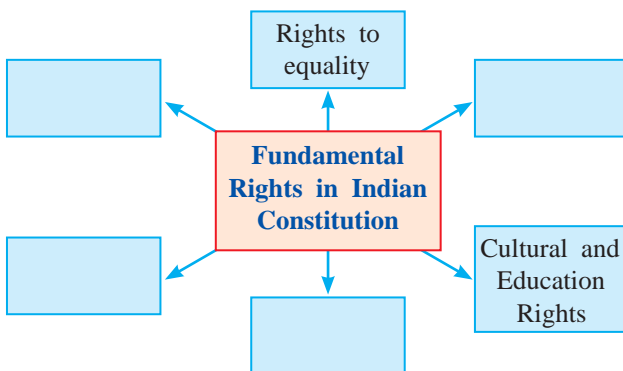 Rights to
equality
Fundamental
Rights in Indian
Constitution
Cultural and
Education
Rights